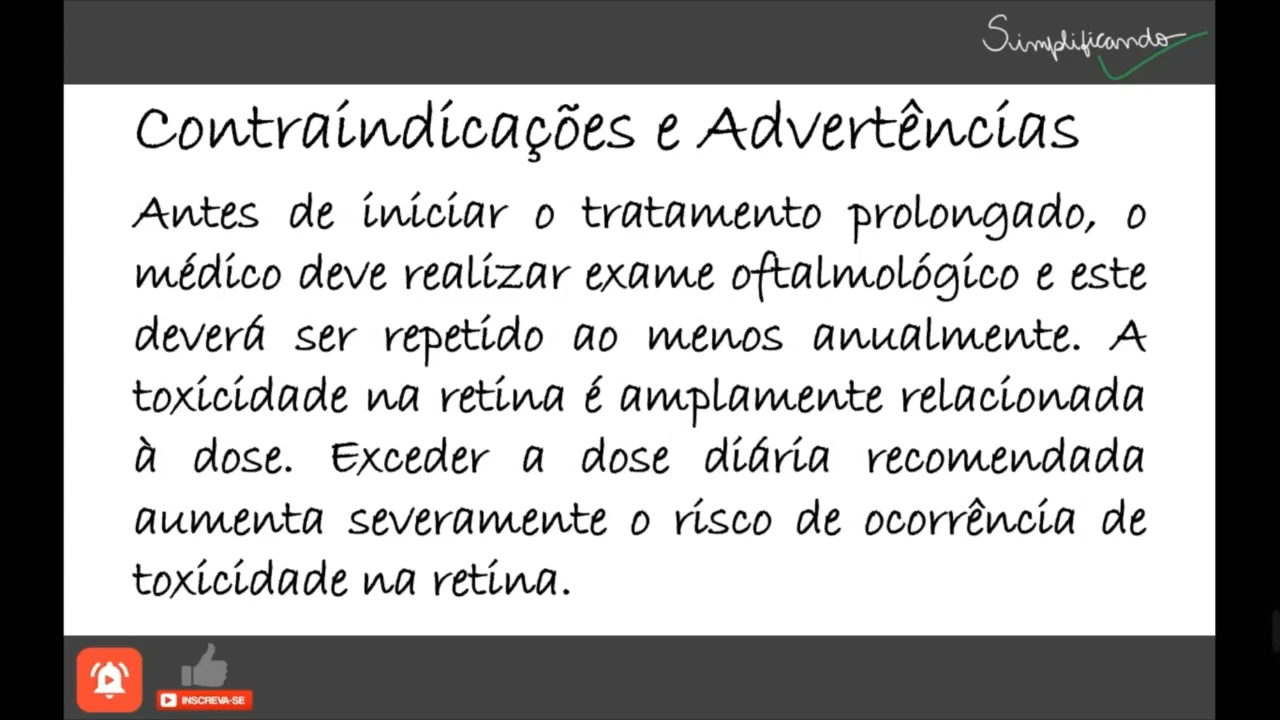 Simplificando
Contraindicações e Advertências
Antes de iniciar o tratamento prolongado, o
médico deve realizar exame oftalmológico e este
deverá ser repetido ao menos anualmente. A
toxicidade na retina é amplamente relacionada
à dose. Exceder a dose diária recomendada
aumenta severamente o risco de ocorrência de
toxicidade na retina.
INSCREVA-SE